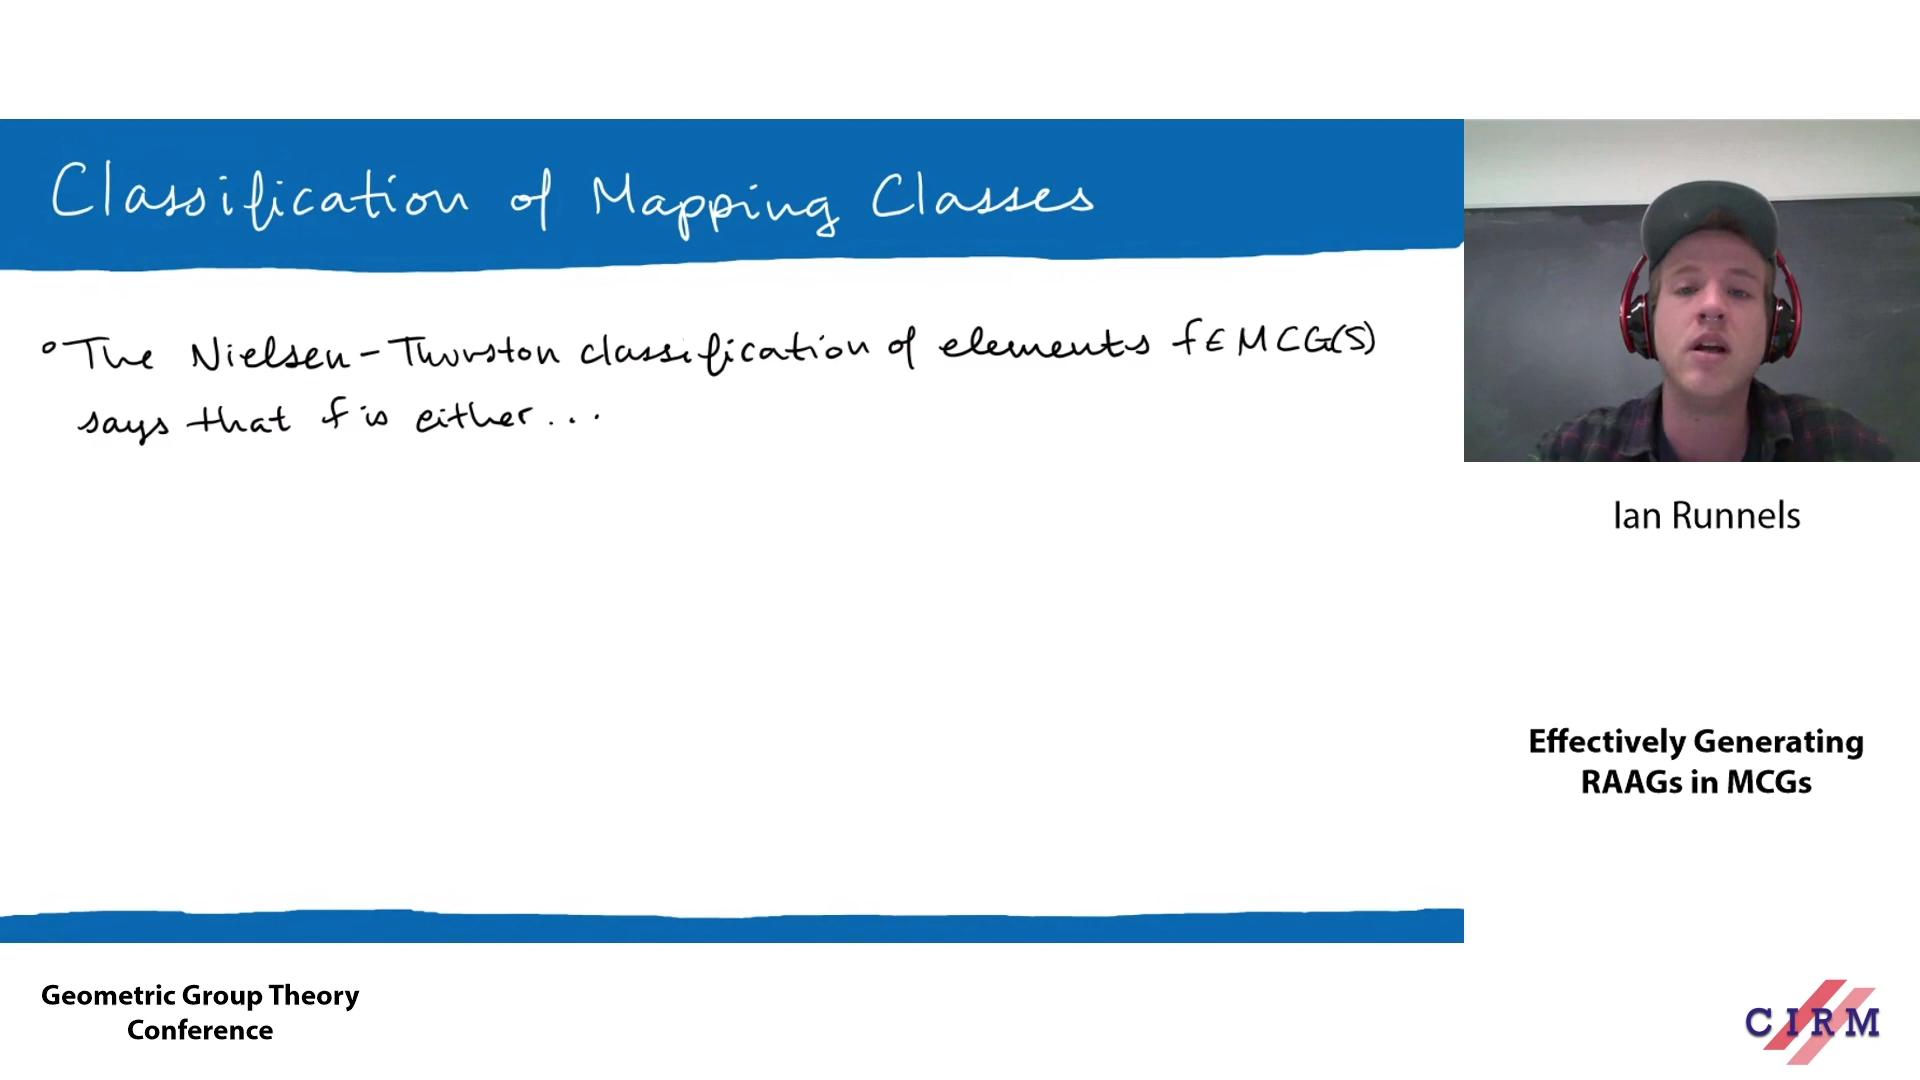 Classification of Mapping Classes
The Nielsen-Thurston classification of elements f ∈ MCG(S)
says that f is either...
Ian Runnels
Effectively Generating
RAAGs in MCGs
Geometric Group Theory
Conference
CIRM